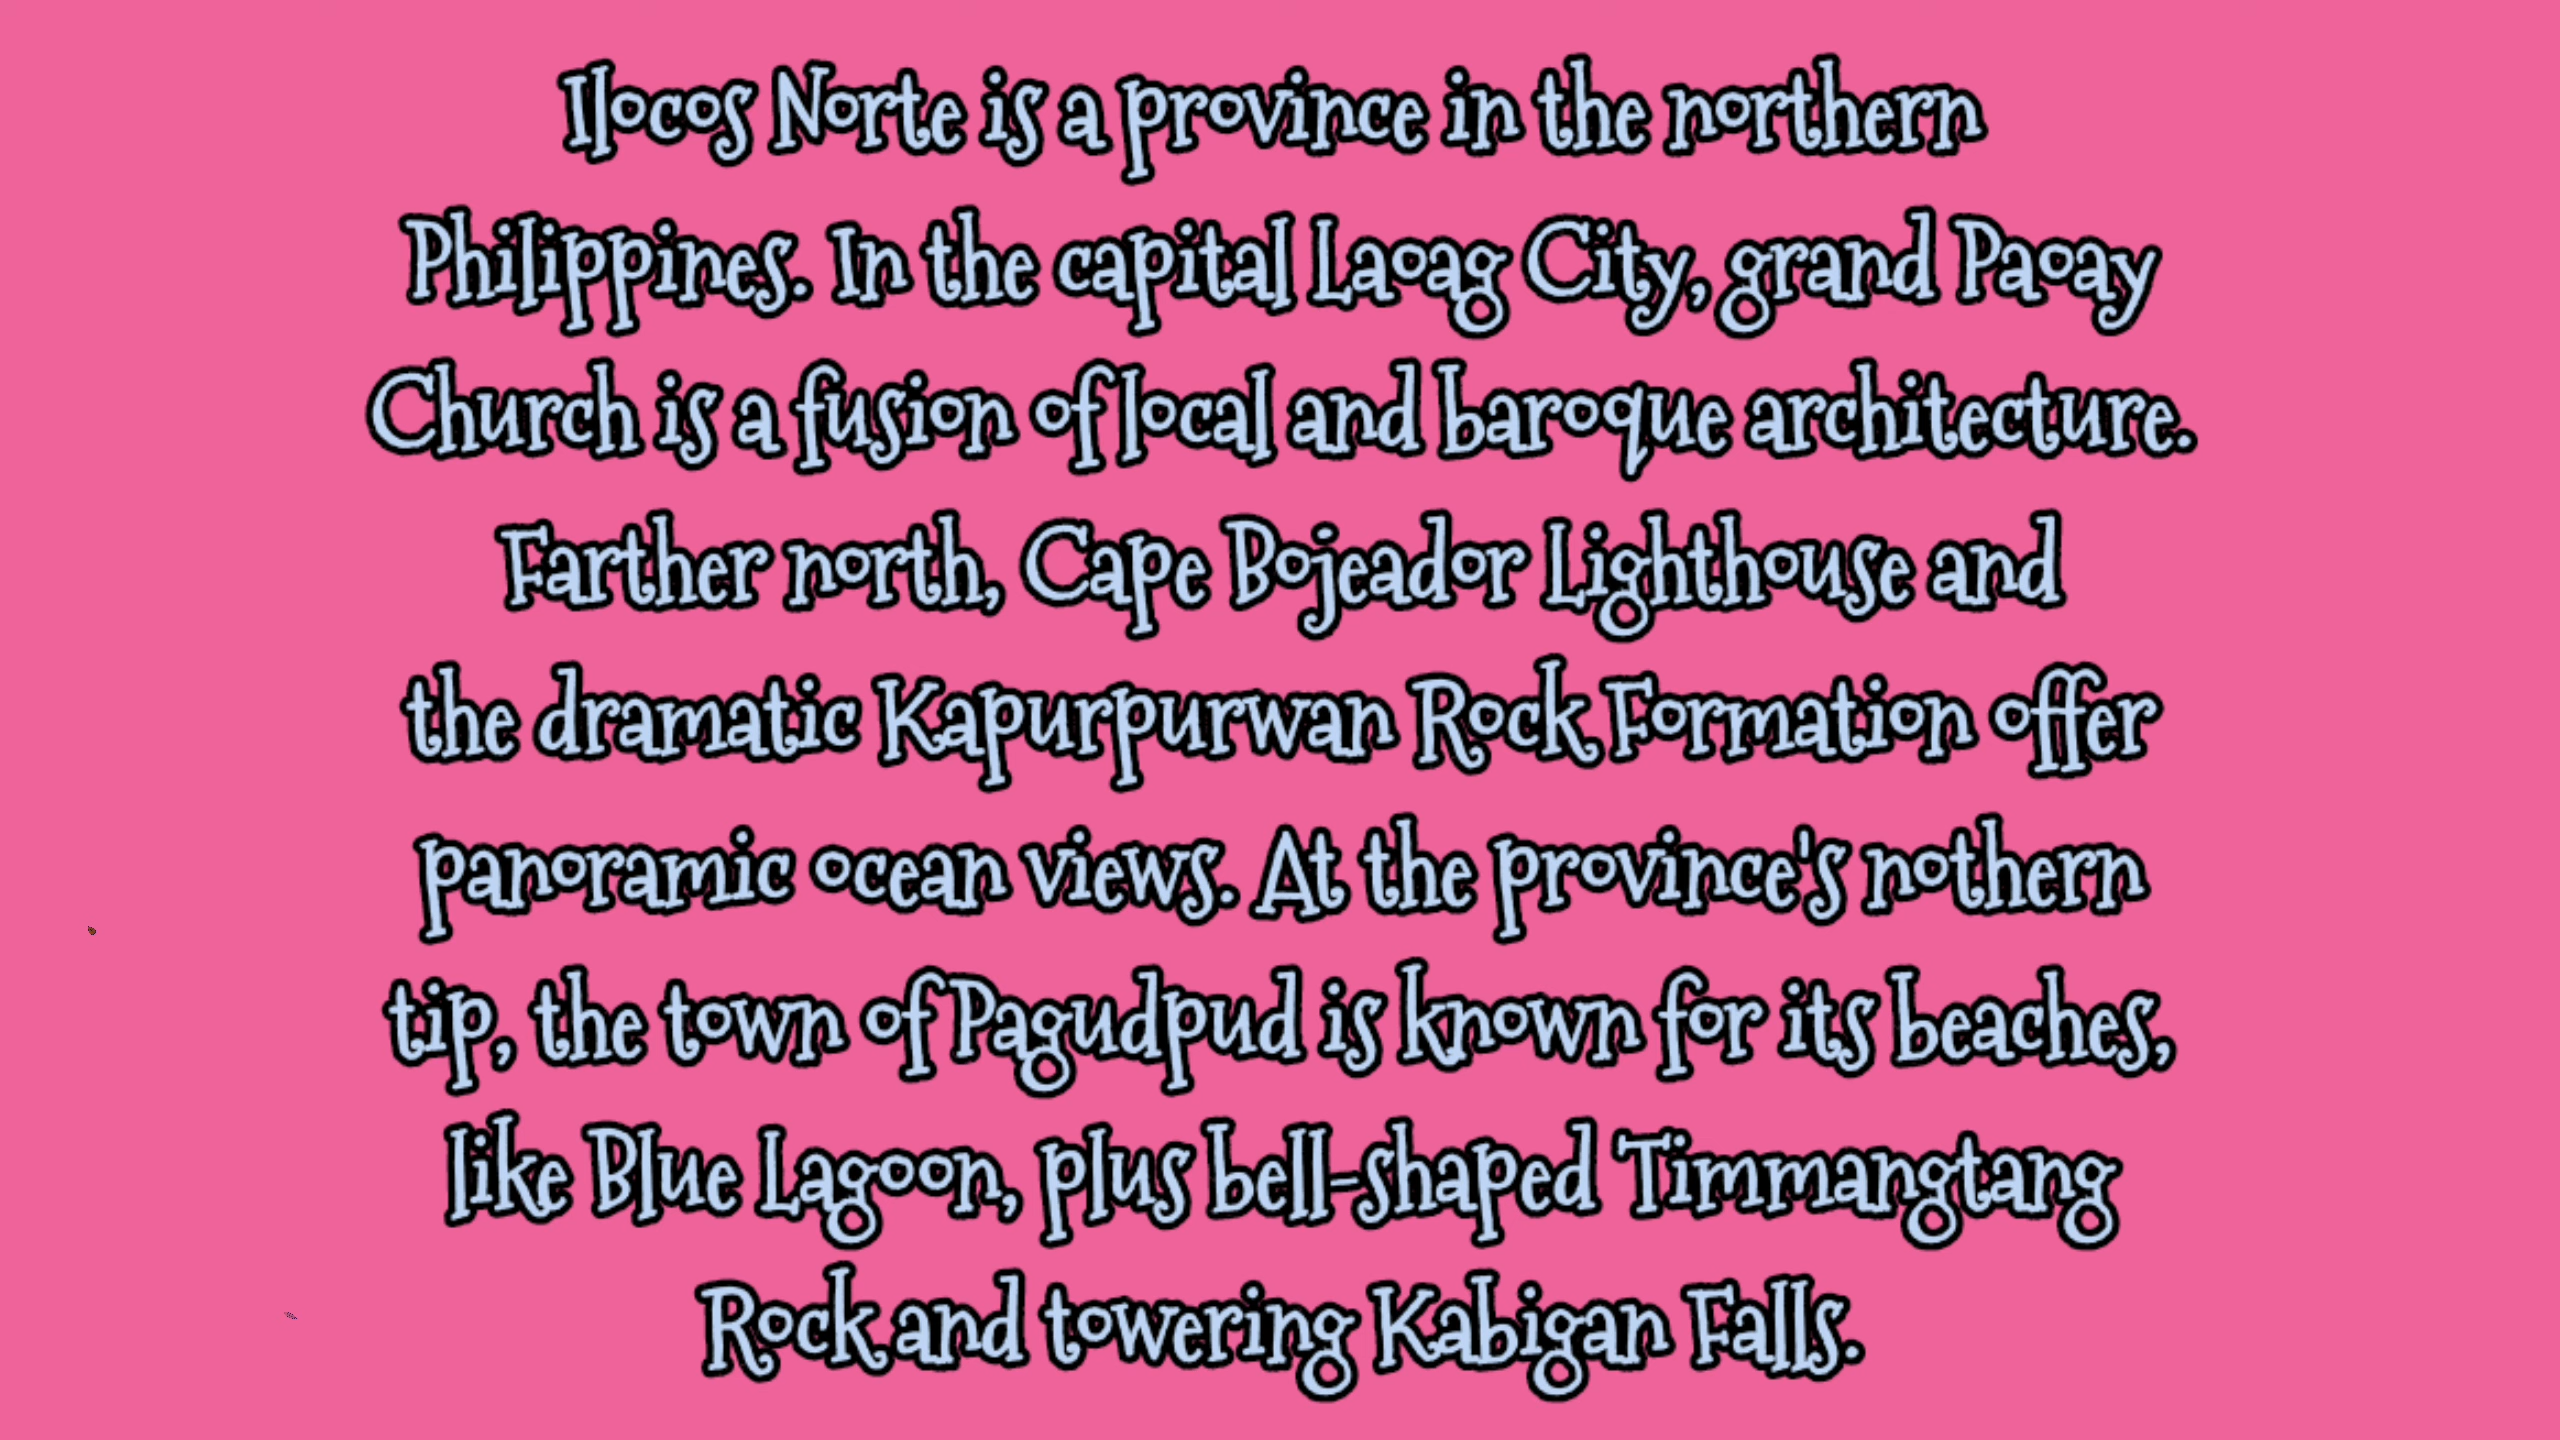 Ilocos Norte is a province in the northern
Philippines. In the capital Laoag City, grand Paoay
Church is a fusion of local and baroque architecture.
Farther north, Cape Bojeador Lighthouse and
the dramatic Kapurpurwan Rock Formation offer
panoramic ocean views. At the province's nothern
tip, the town of Pagudpud is known for its beaches,
like Blue Lagoon, plus bell-shaped Timmangtang
Rock and towering Kabigan Falls.